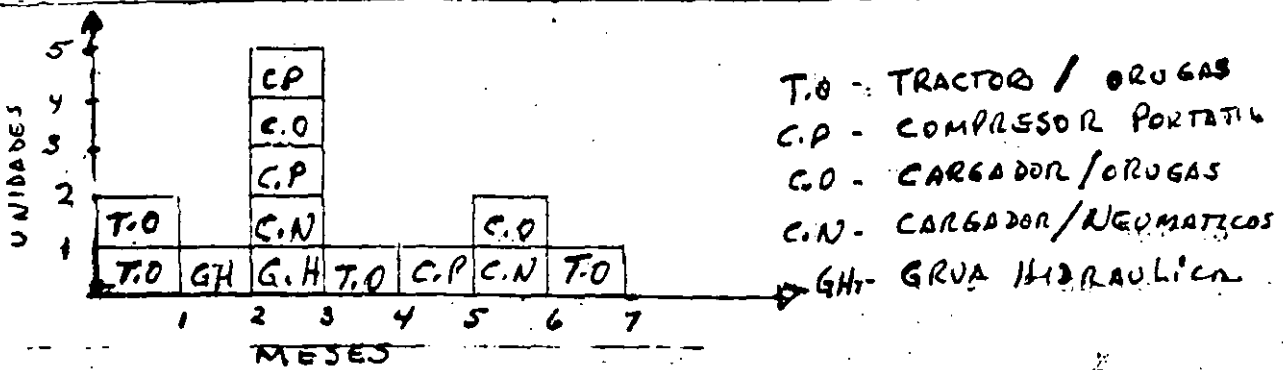 UNIDADES
5
4
3
2
1
C.P
C.O
C.P
T.O C.N C.O
T.O GH G.H T.O C.P C.N T.O
1 2 3 4 5 6 7
MESES
T.O - TRACTOR / ORUGAS
C.P - COMPRESOR PORTATIL
C.O - CARGADOR / ORUGAS
C.N - CARGADOR / NEUMATICOS
GH - GRUA HIDRAULICA